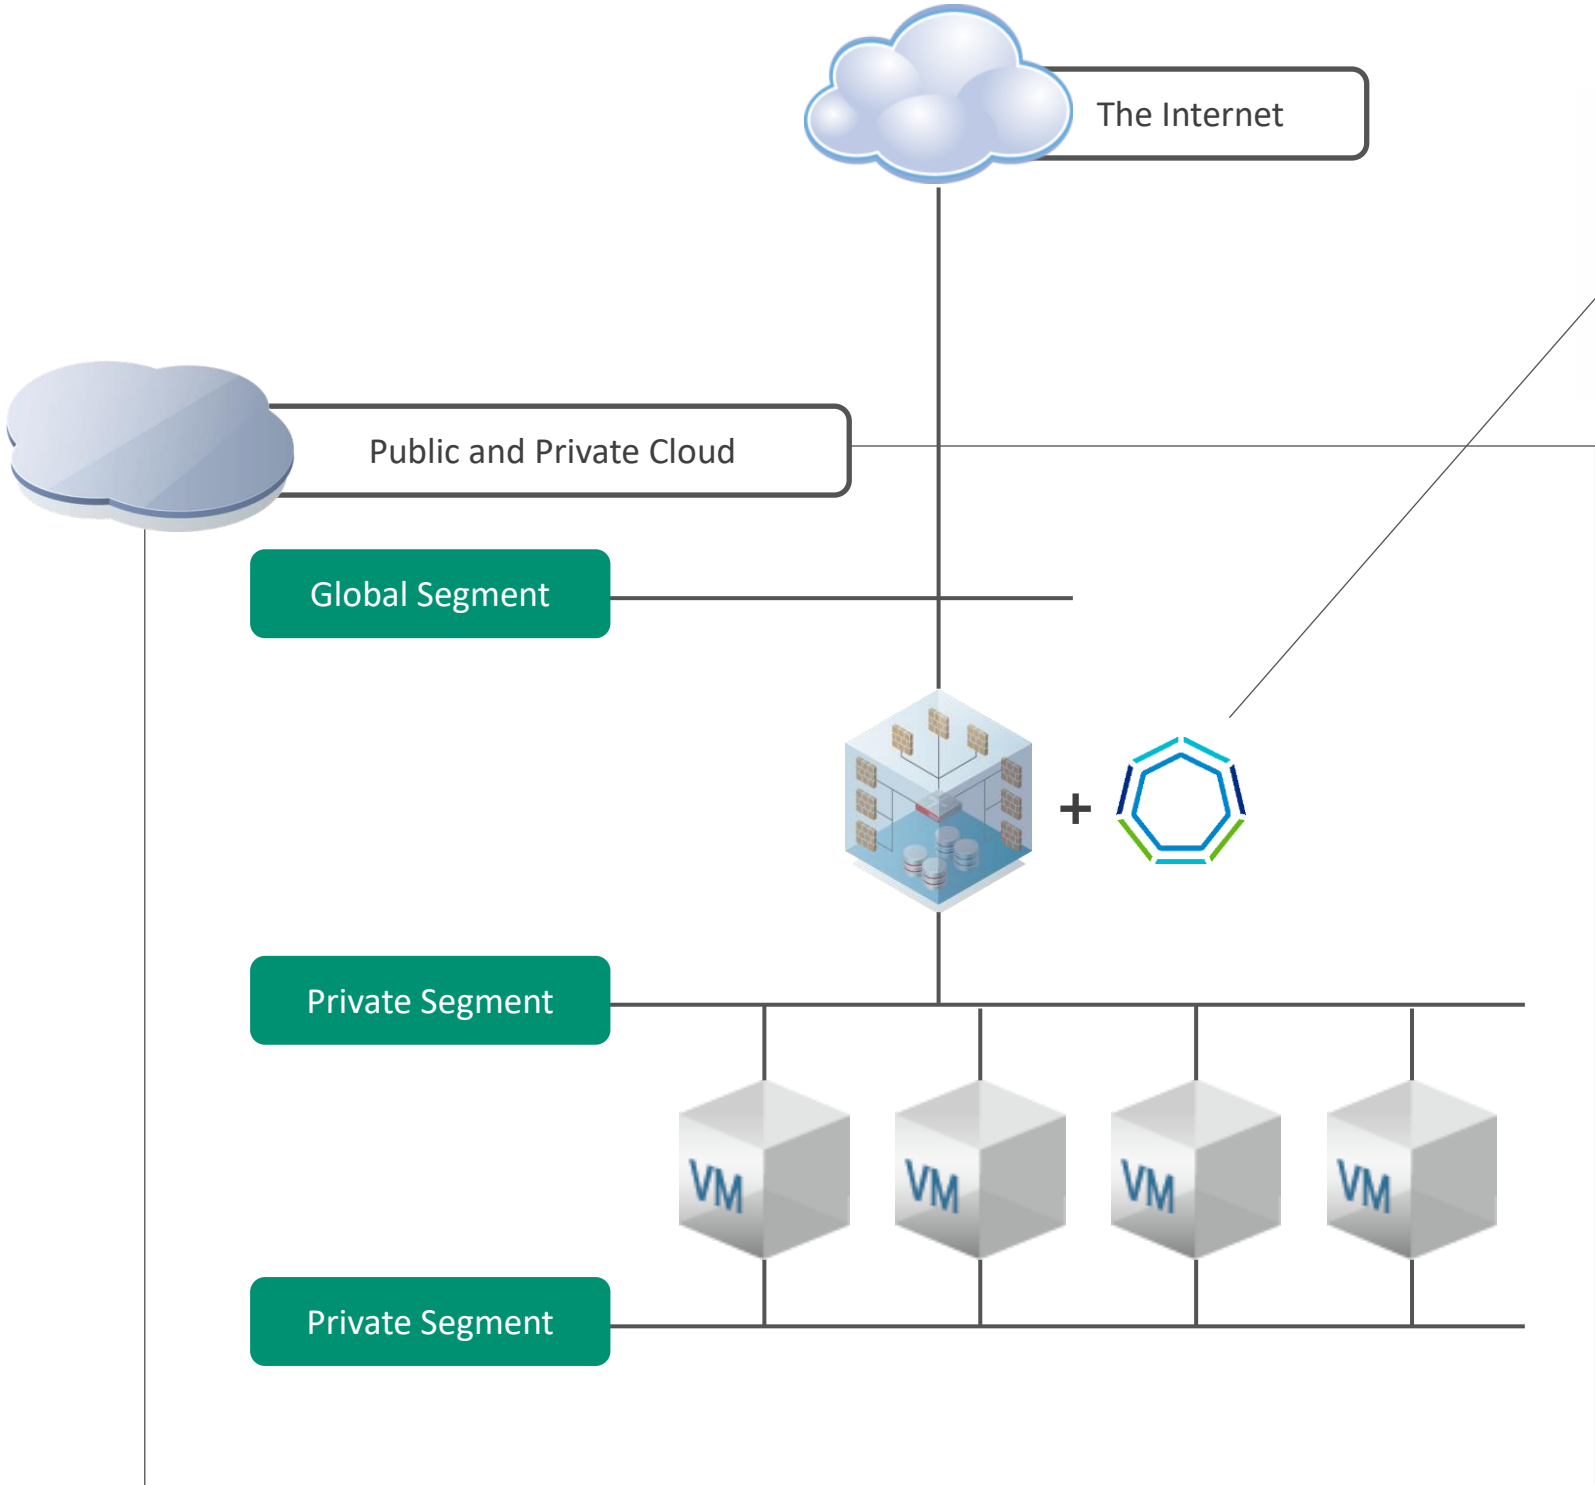 The Internet
Public and Private Cloud
Global Segment
+
Private Segment
VM
VM
VM
VM
Private Segment